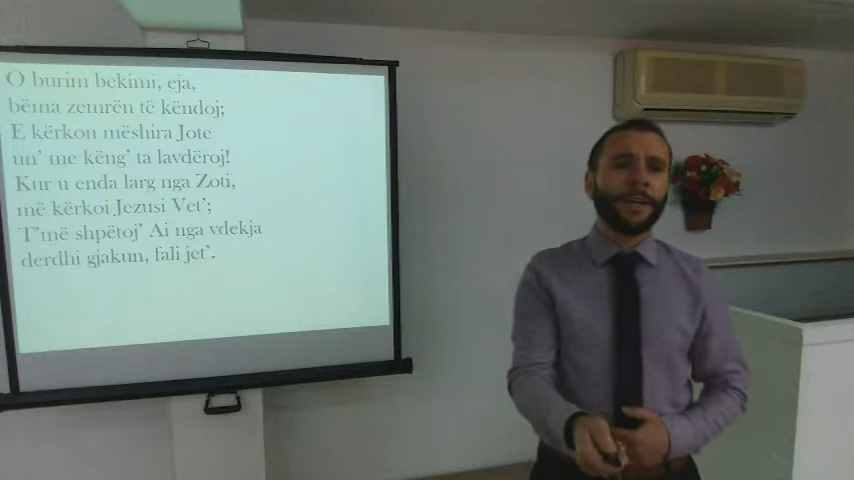 O burim bekimi, eja,
bëma zemrën të këndoj;
E kërkon mëshira Jote
un' me këng' ta lavdëroj!
Kur u enda larg nga Zoti,
më kërkoi Jezusi Vet';
T'më shpëtoj' Ai nga vdekja
derdhi gjakun, fali jet'.